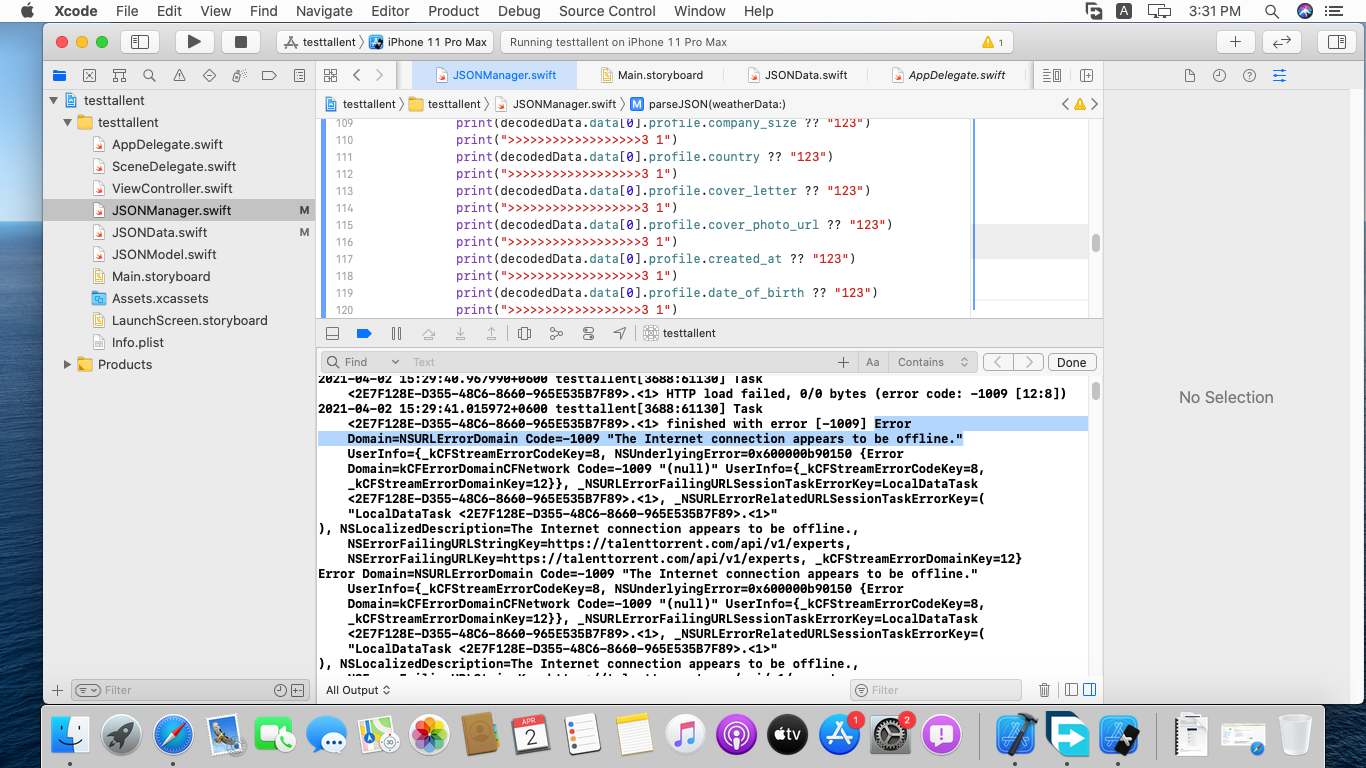 Xcode File Edit View Find Navigate Editor Product Debug Source Control Window Help A 3:31 PM
testtallent iPhone 11 Pro Max Running testtallent on iPhone 11 Pro Max 1
JSONManager.swift Main.storyboard JSONData.swift AppDelegate.swift
testtallent testtallent JSONManager.swift M parseJSON(weatherData:)
testtallent
testtallent
AppDelegate.swift
SceneDelegate.swift
ViewController.swift
JSONManager.swift M
JSONData.swift M
JSONModel.swift
Main.storyboard
Assets.xcassets
LaunchScreen.storyboard
Info.plist
Products
Filter
109 print(decodedData.data[0].profile.company_size ?? "123")
110 print(">>>>>>>>>>>>>>>>>>3 1")
111 print(decodedData.data[0].profile.country ?? "123")
112 print(">>>>>>>>>>>>>>>>>>3 1")
113 print(decodedData.data[0].profile.cover_letter ?? "123")
114 print(">>>>>>>>>>>>>>>>>>3 1")
115 print(decodedData.data[0].profile.cover_photo_url ?? "123")
116 print(">>>>>>>>>>>>>>>>>>3 1")
117 print(decodedData.data[0].profile.created_at ?? "123")
118 print(">>>>>>>>>>>>>>>>>>3 1")
119 print(decodedData.data[0].profile.date_of_birth ?? "123")
120 print(">>>>>>>>>>>>>>>>>>3 1")
testtallent
Find Text Aa Contains Done
2021-04-02 15:29:40.967990+0600 testtallent[3688:61130] Task
<2E7F128E-D355-48C6-8660-965E535B7F89>.<1> HTTP load failed, 0/0 bytes (error code: -1009 [12:8])
2021-04-02 15:29:41.015972+0600 testtallent[3688:61130] Task
<2E7F128E-D355-48C6-8660-965E535B7F89>.<1> finished with error [-1009] Error
Domain=NSURLErrorDomain Code=-1009 "The Internet connection appears to be offline."
UserInfo={_kCFStreamErrorCodeKey=8, NSUnderlyingError=0x600000b90150 {Error
Domain=kCFErrorDomainCFNetwork Code=-1009 "(null)" UserInfo={_kCFStreamErrorCodeKey=8,
_kCFStreamErrorDomainKey=12}}, _NSURLErrorFailingURLSessionTaskErrorKey=LocalDataTask
<2E7F128E-D355-48C6-8660-965E535B7F89>.<1>, _NSURLErrorRelatedURLSessionTaskErrorKey=(
"LocalDataTask <2E7F128E-D355-48C6-8660-965E535B7F89>.<1>"
), NSLocalizedDescription=The Internet connection appears to be offline.,
NSErrorFailingURLStringKey=https://talenttorrent.com/api/v1/experts,
NSErrorFailingURLKey=https://talenttorrent.com/api/v1/experts, _kCFStreamErrorDomainKey=12}
Error Domain=NSURLErrorDomain Code=-1009 "The Internet connection appears to be offline."
UserInfo={_kCFStreamErrorCodeKey=8, NSUnderlyingError=0x600000b90150 {Error
Domain=kCFErrorDomainCFNetwork Code=-1009 "(null)" UserInfo={_kCFStreamErrorCodeKey=8,
_kCFStreamErrorDomainKey=12}}, _NSURLErrorFailingURLSessionTaskErrorKey=LocalDataTask
<2E7F128E-D355-48C6-8660-965E535B7F89>.<1>, _NSURLErrorRelatedURLSessionTaskErrorKey=(
"LocalDataTask <2E7F128E-D355-48C6-8660-965E535B7F89>.<1>"
), NSLocalizedDescription=The Internet connection appears to be offline.,
All Output Filter
No Selection
APR
2
tv
1
2